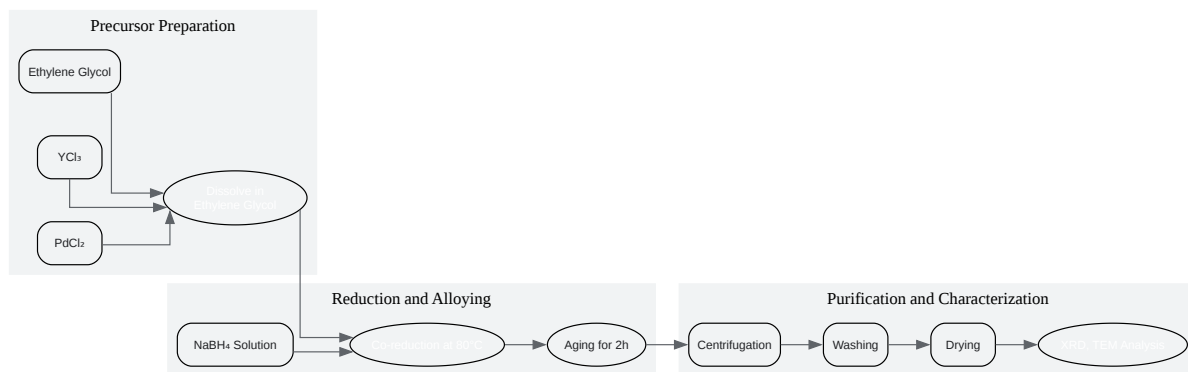 Precursor Preparation
Ethylene Glycol
YCl₃
PdCl₂
Dissolve in
Ethylene Glycol
Reduction and Alloying
NaBH₄ Solution
Co-reduction at 80°C
Aging for 2h
Purification and Characterization
Centrifugation
Washing
Drying
XRD, TEM Analysis